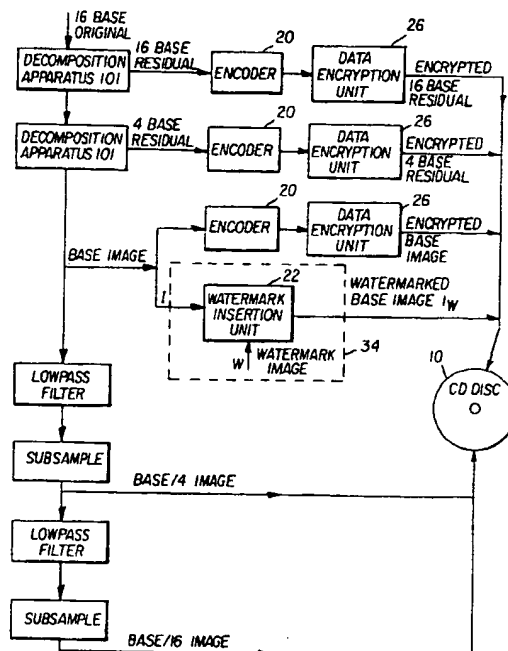 16 BASE
ORIGINAL
DECOMPOSITION
APPARATUS 101
16 BASE
RESIDUAL
20
ENCODER
26
DATA
ENCRYPTION
UNIT
ENCRYPTED
16 BASE
RESIDUAL
DECOMPOSITION
APPARATUS 101
4 BASE
RESIDUAL
20
ENCODER
26
DATA
ENCRYPTION
UNIT
ENCRYPTED
4 BASE
RESIDUAL
20
ENCODER
26
DATA
ENCRYPTION
UNIT
ENCRYPTED
BASE
IMAGE
BASE IMAGE
I
22
WATERMARK
INSERTION
UNIT
WATERMARKED
BASE IMAGE IW
W
WATERMARK
IMAGE
34
10
CD DISC
LOWPASS
FILTER
SUBSAMPLE
BASE/4 IMAGE
LOWPASS
FILTER
SUBSAMPLE
BASE/16 IMAGE